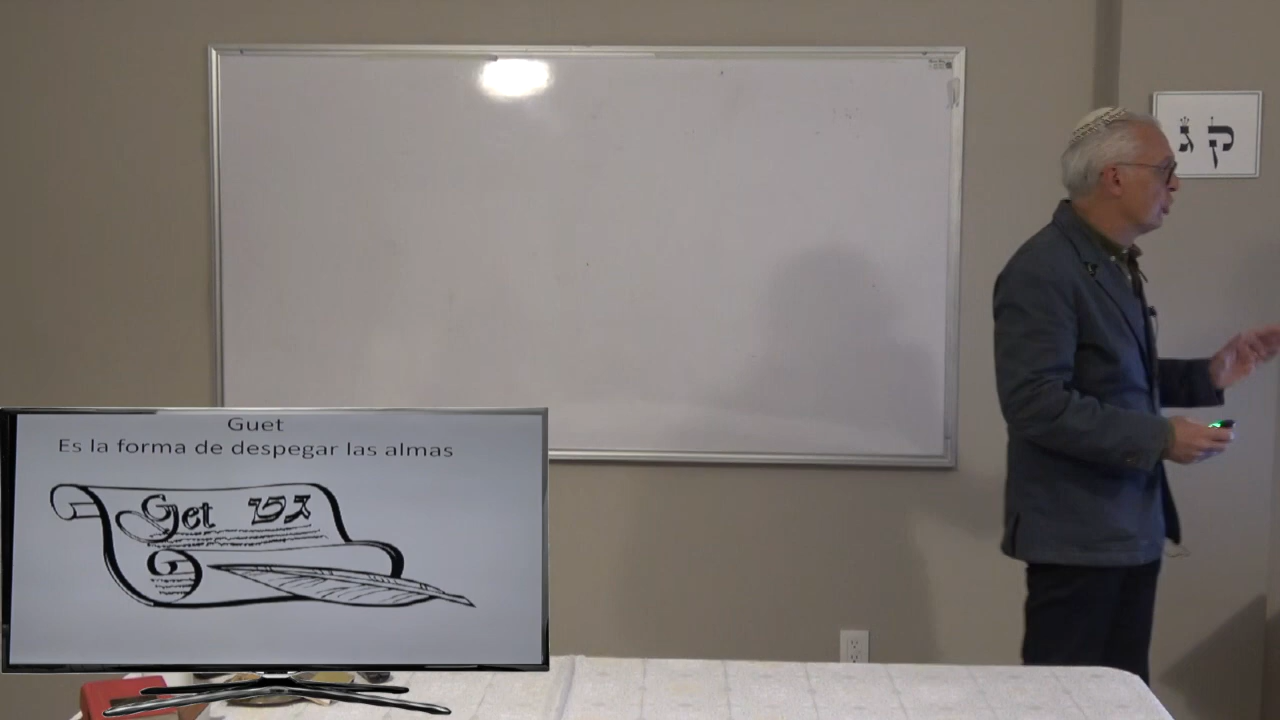 Guet
Es la forma de despegar las almas
Get גט
ק ג